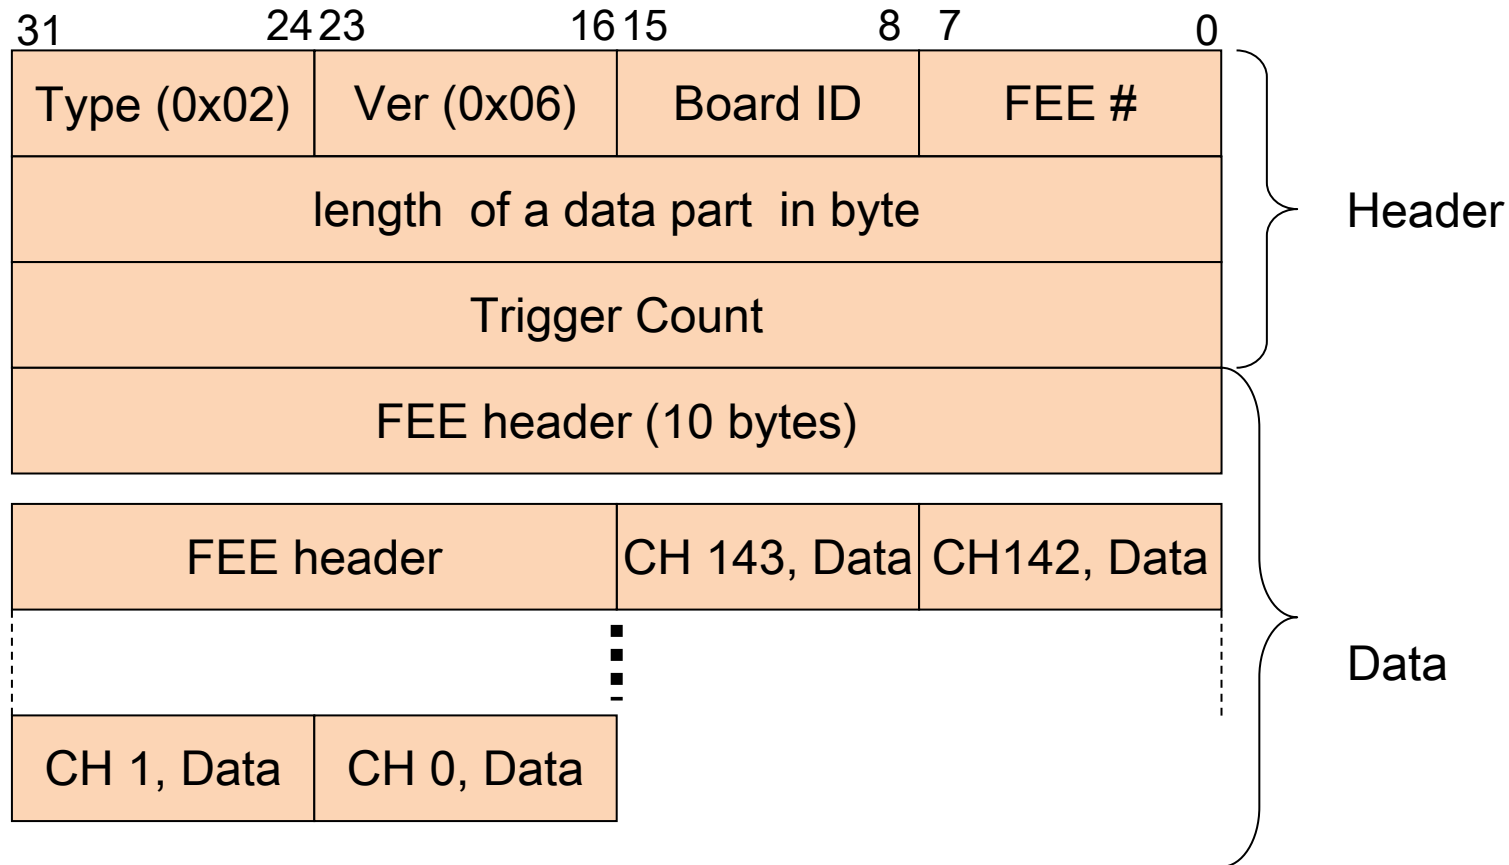 31 24 23 16 15 8 7 0
Type (0x02) Ver (0x06) Board ID FEE #
length of a data part in byte
Header
Trigger Count
FEE header (10 bytes)
FEE header CH 143, Data CH142, Data
Data
CH 1, Data CH 0, Data